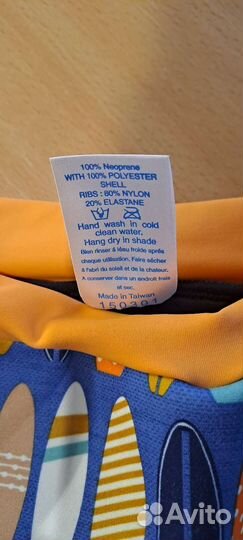 100% Neoprene
WITH 100% POLYESTER
SHELL
RIBS : 80% NYLON
20% ELASTANE
Hand wash in cold
clean water.
Hang dry in shade
Bien rincer à l'eau froide après
chaque utilisation. Faire sécher
à l'abri du soleil et de la chaleur.
A conserver dans un endroit frais
et sec.
Made in Taiwan
150301
Avito